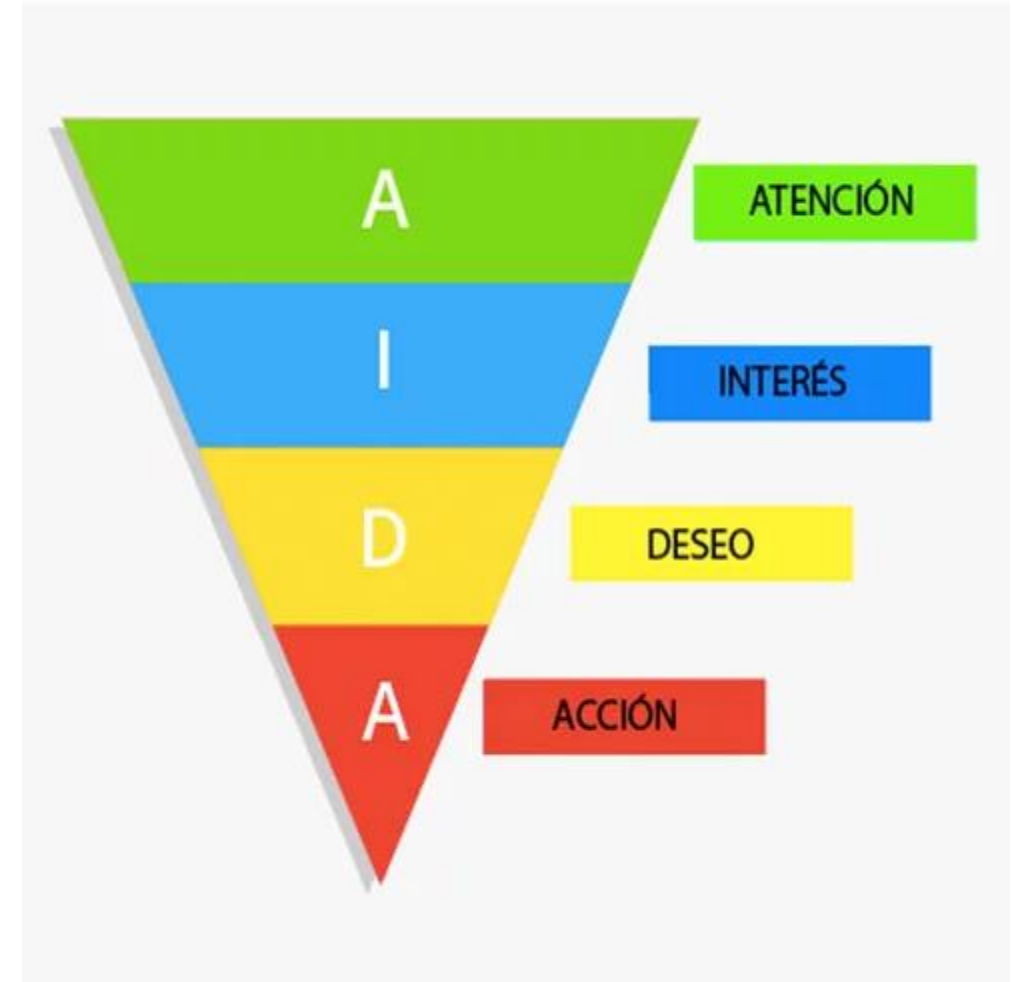 A
ATENCIÓN
I
INTERÉS
D
DESEO
A
ACCIÓN